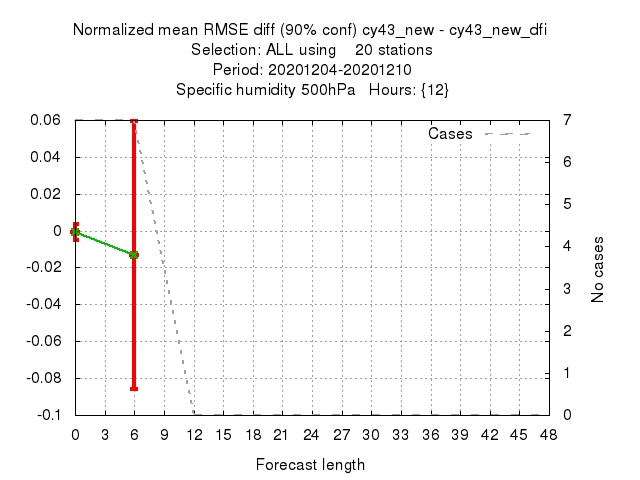 Normalized mean RMSE diff (90% conf) cy43_new - cy43_new_dfi
Selection: ALL using 20 stations
Period: 20201204-20201210
Specific humidity 500hPa Hours: {12}
Cases
0.06
0.04
0.02
0
-0.02
-0.04
-0.06
-0.08
-0.1
7
6
5
4
3
2
1
0
No cases
0 3 6 9 12 15 18 21 24 27 30 33 36 39 42 45 48
Forecast length